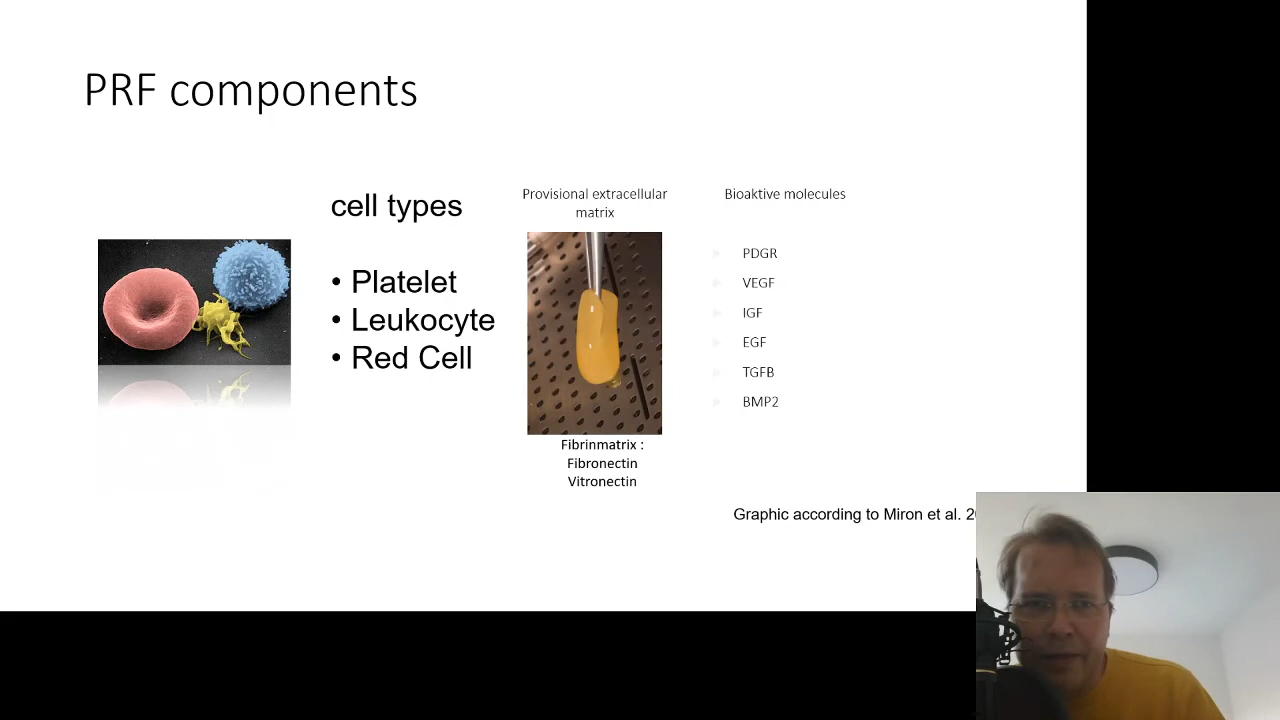 PRF components
cell types
• Platelet
• Leukocyte
• Red Cell
Provisional extracellular
matrix
Fibrinmatrix :
Fibronectin
Vitronectin
Bioaktive molecules
PDGR
VEGF
IGF
EGF
TGFB
BMP2
Graphic according to Miron et al.